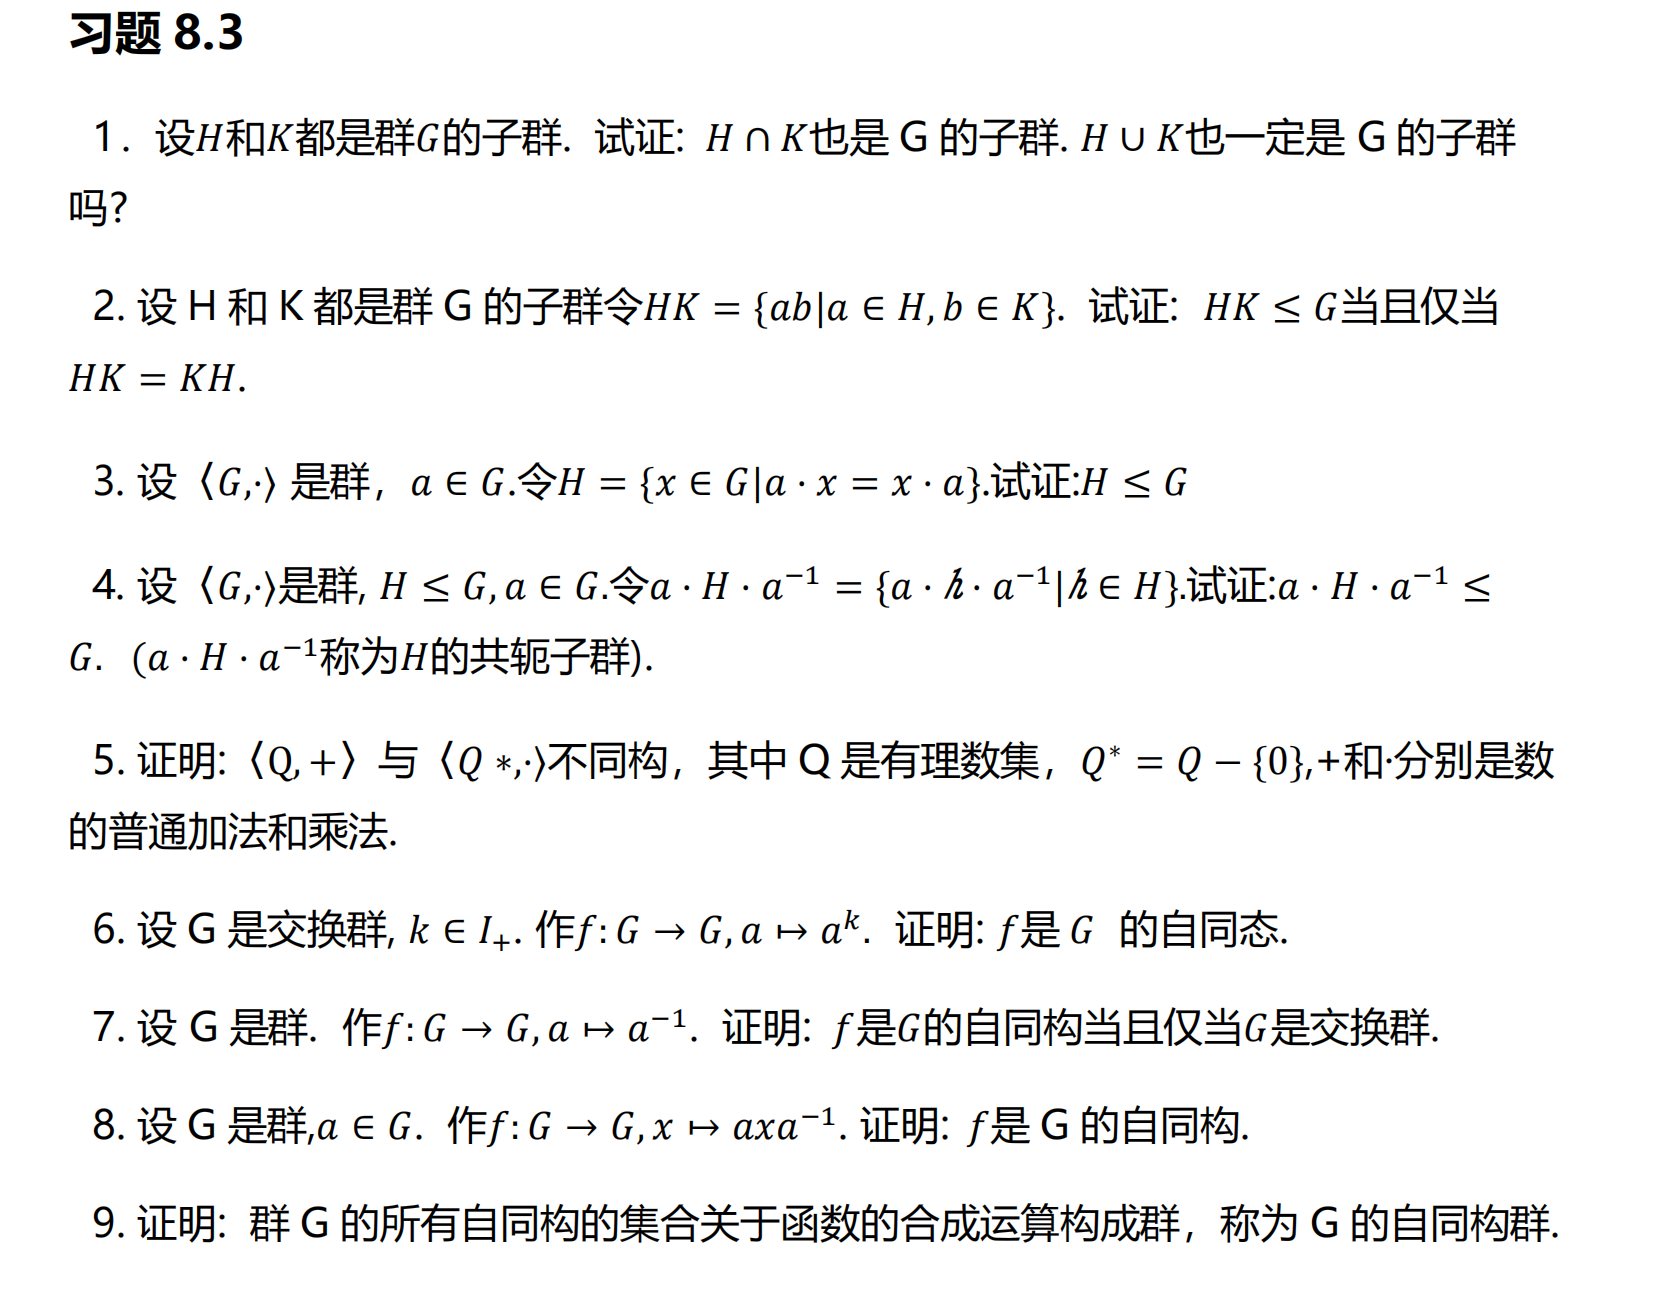 习题 8.3
1. 设H和K都是群G的子群. 试证: H ∩ K也是 G 的子群. H ∪ K也一定是 G 的子群
吗?
2. 设 H 和 K 都是群 G 的子群令HK = {ab|a ∈ H, b ∈ K}. 试证: HK ≤ G当且仅当
HK = KH.
3. 设〈G,·〉是群, a ∈ G.令H = {x ∈ G|a · x = x · a}.试证:H ≤ G
4. 设〈G,·〉是群, H ≤ G, a ∈ G.令a · H · a⁻¹ = {a · ℎ · a⁻¹|ℎ ∈ H}.试证:a · H · a⁻¹ ≤
G. (a · H · a⁻¹称为H的共轭子群).
5. 证明:〈Q, +〉与〈Q *,·〉不同构, 其中 Q 是有理数集, Q* = Q − {0},+和·分别是数
的普通加法和乘法.
6. 设 G 是交换群, k ∈ I₊. 作f: G → G, a ↦ aᵏ. 证明: f是 G 的自同态.
7. 设 G 是群. 作f: G → G, a ↦ a⁻¹. 证明: f是G的自同构当且仅当G是交换群.
8. 设 G 是群,a ∈ G. 作f: G → G, x ↦ axa⁻¹. 证明: f是 G 的自同构.
9. 证明: 群 G 的所有自同构的集合关于函数的合成运算构成群, 称为 G 的自同构群.